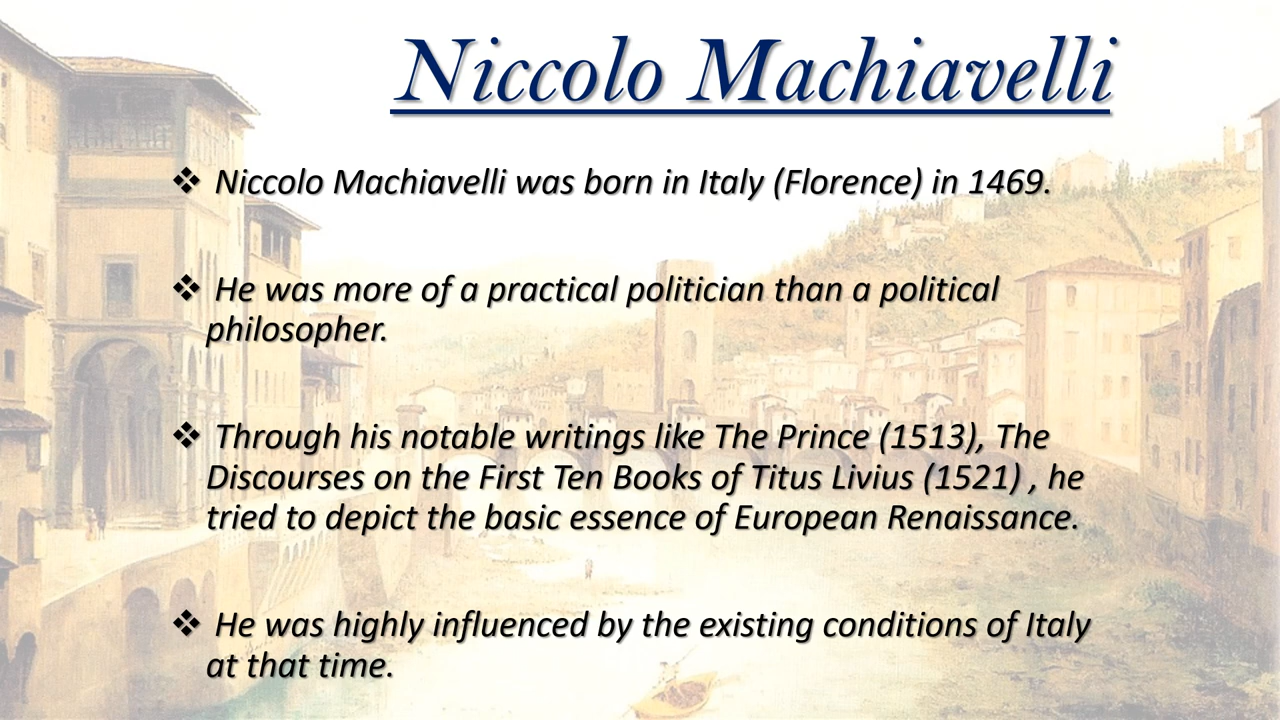 Niccolo Machiavelli
❖ Niccolo Machiavelli was born in Italy (Florence) in 1469.
❖ He was more of a practical politician than a political
philosopher.
❖ Through his notable writings like The Prince (1513), The
Discourses on the First Ten Books of Titus Livius (1521) , he
tried to depict the basic essence of European Renaissance.
❖ He was highly influenced by the existing conditions of Italy
at that time.